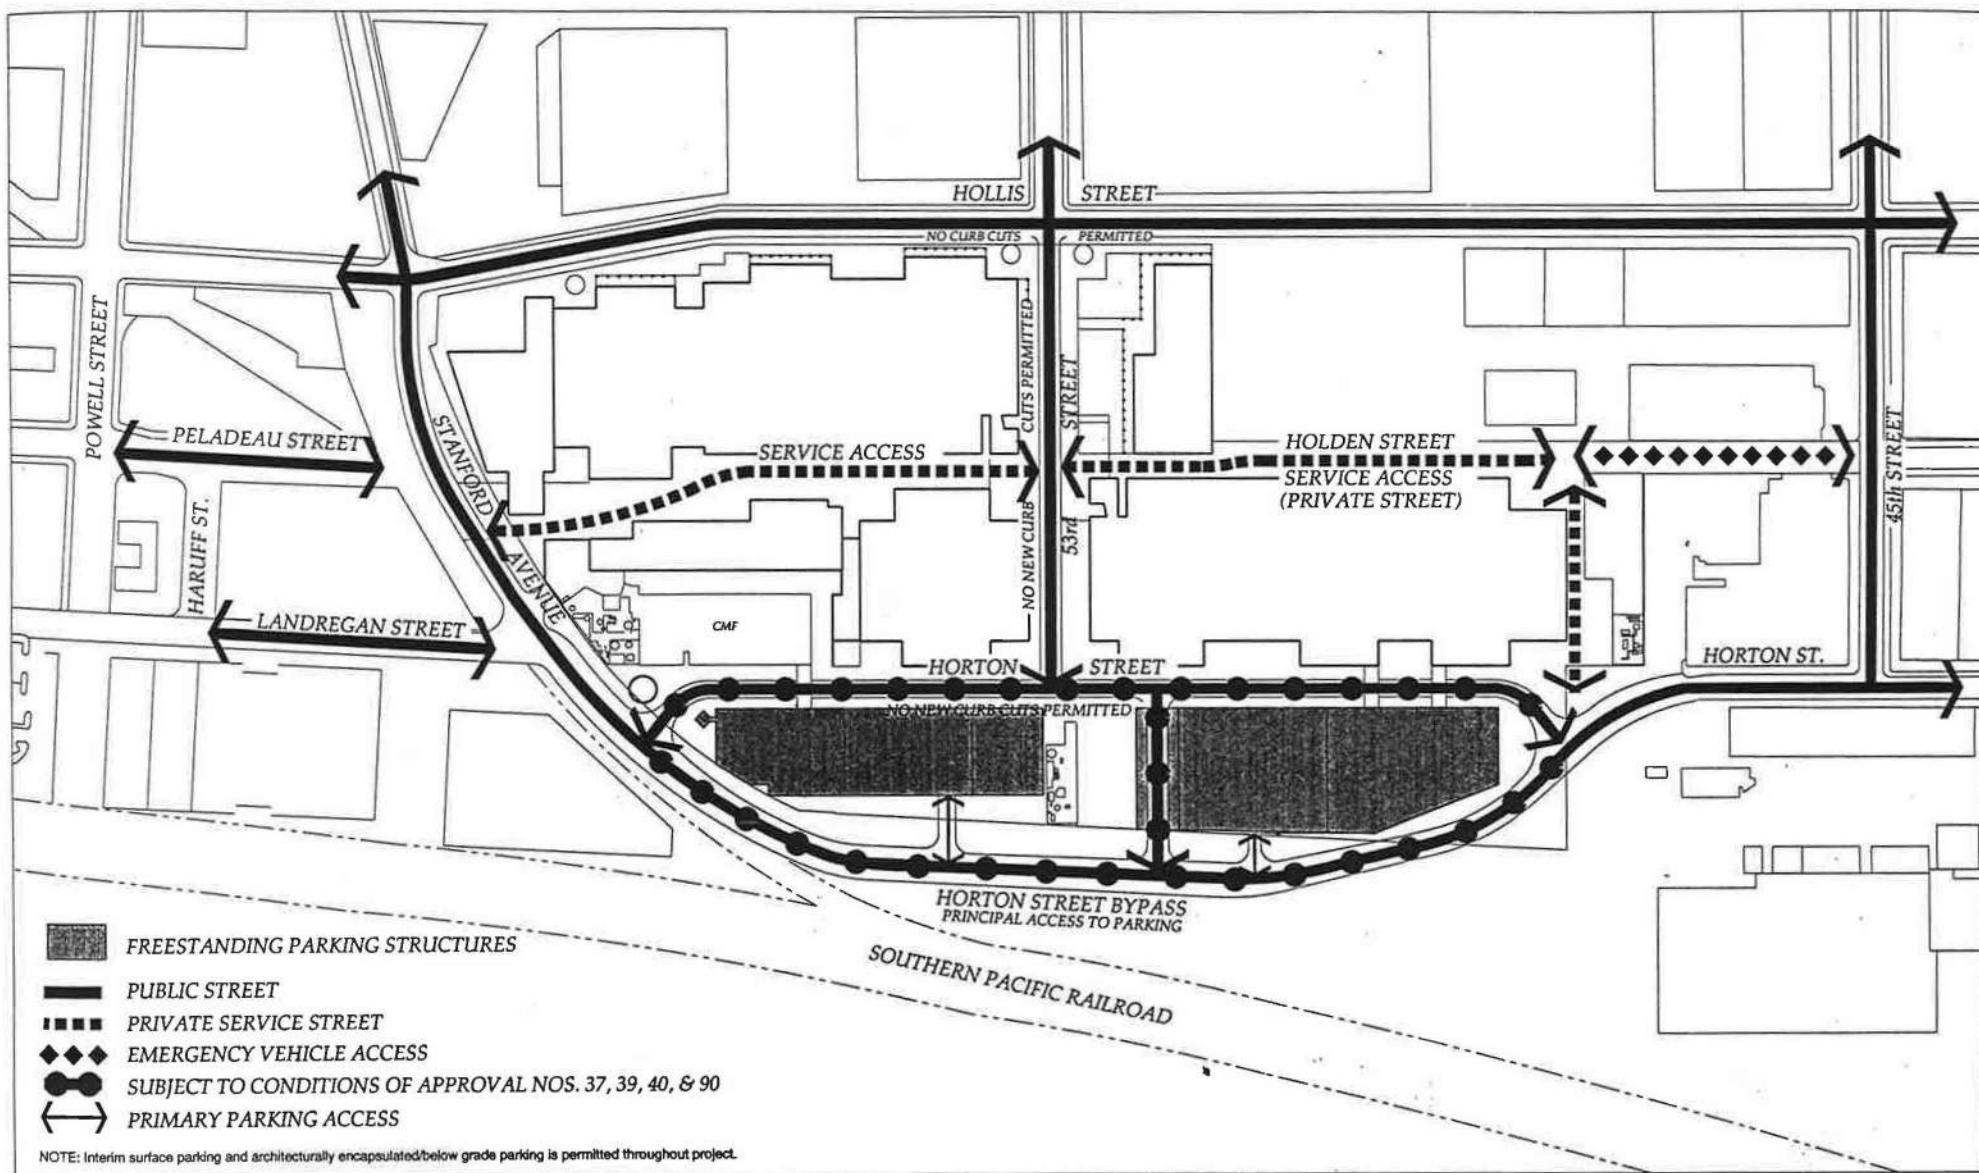 HOLLIS STREET
NO CURB CUTS PERMITTED
POWELL STREET
PELADEAU STREET
HARUFF ST.
LANDREGAN STREET
STANFORD AVENUE
SERVICE ACCESS
NO NEW CURB CUTS PERMITTED
53rd STREET
HOLDEN STREET
SERVICE ACCESS
(PRIVATE STREET)
45th STREET
CMF
HORTON STREET
HORTON ST.
NO NEW CURB CUTS PERMITTED
HORTON STREET BYPASS
PRINCIPAL ACCESS TO PARKING
SOUTHERN PACIFIC RAILROAD
FREESTANDING PARKING STRUCTURES
PUBLIC STREET
PRIVATE SERVICE STREET
EMERGENCY VEHICLE ACCESS
SUBJECT TO CONDITIONS OF APPROVAL NOS. 37, 39, 40, & 90
PRIMARY PARKING ACCESS
NOTE: Interim surface parking and architecturally encapsulated/below grade parking is permitted throughout project.